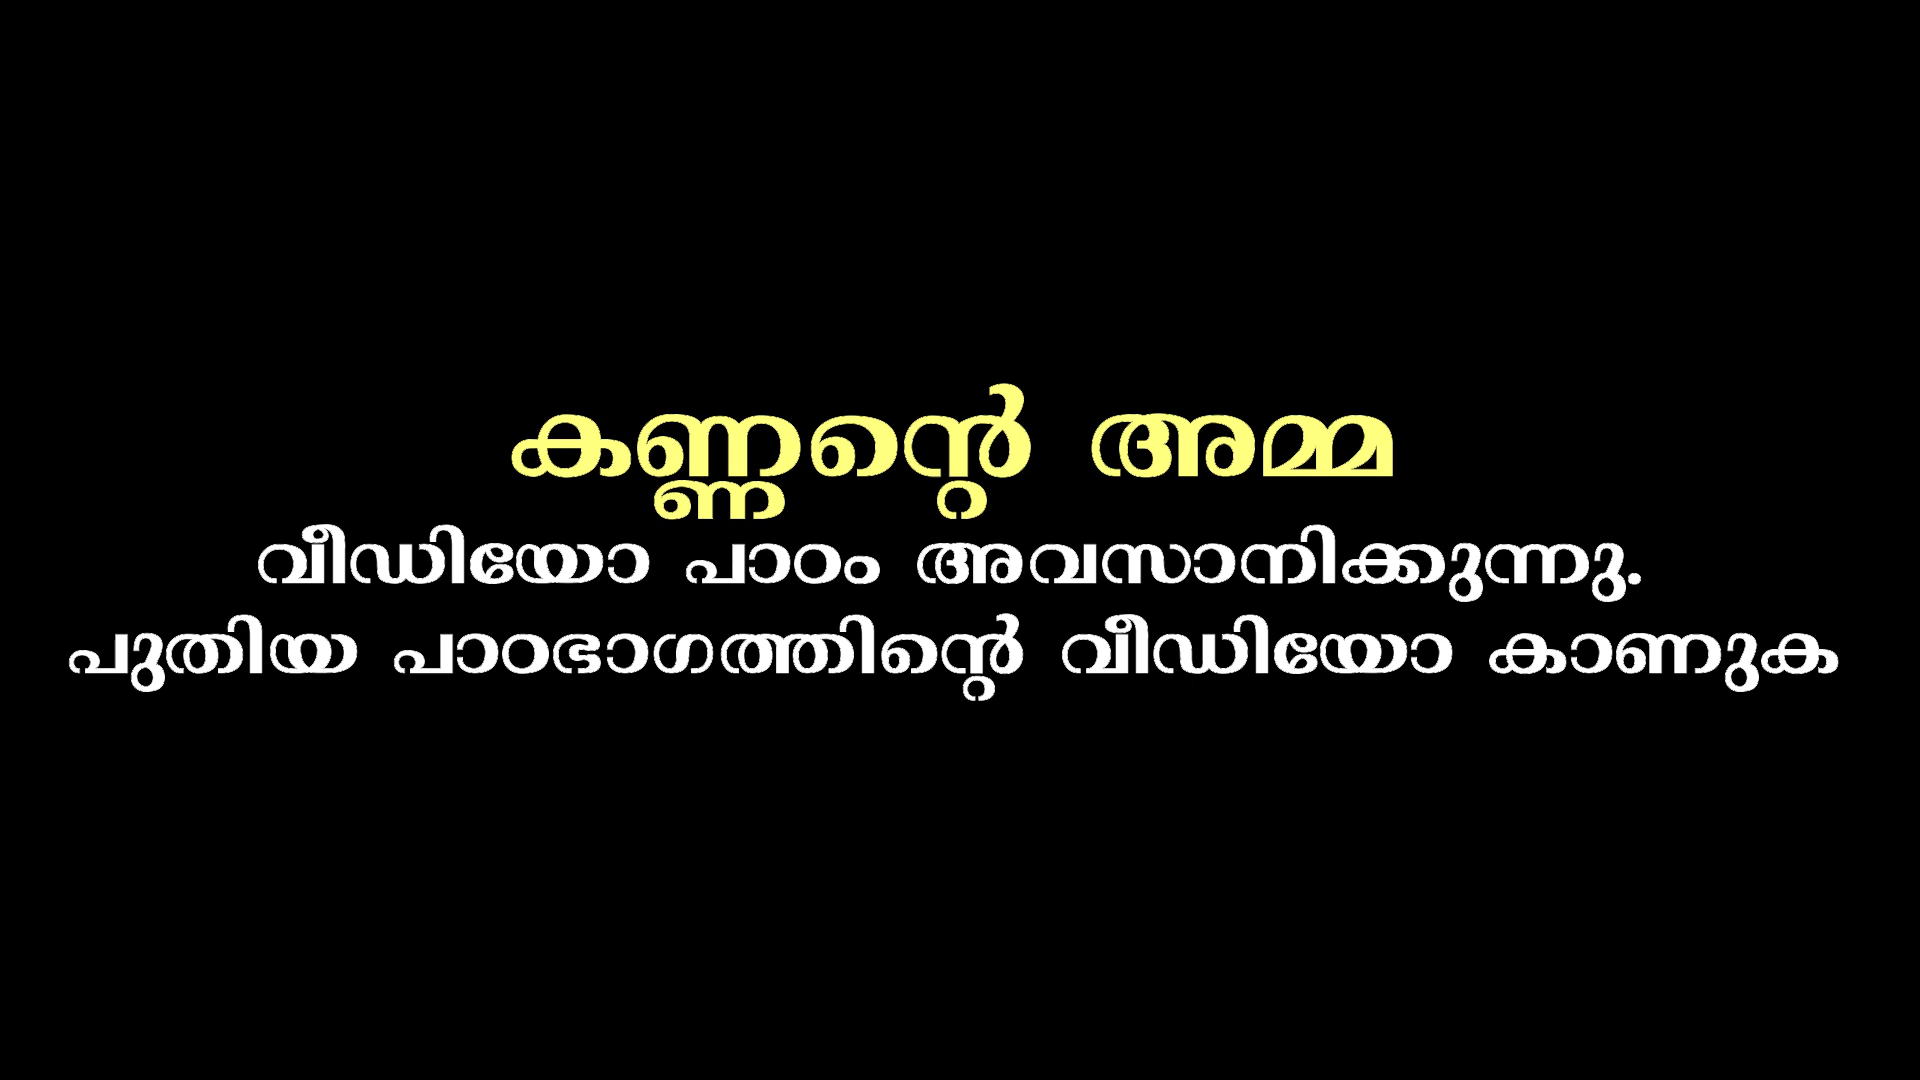 കണ്ണന്റെ അമ്മ
വീഡിയോ പാഠം അവസാനിക്കുന്നു.
പുതിയ പാഠഭാഗത്തിന്റെ വീഡിയോ കാണുക